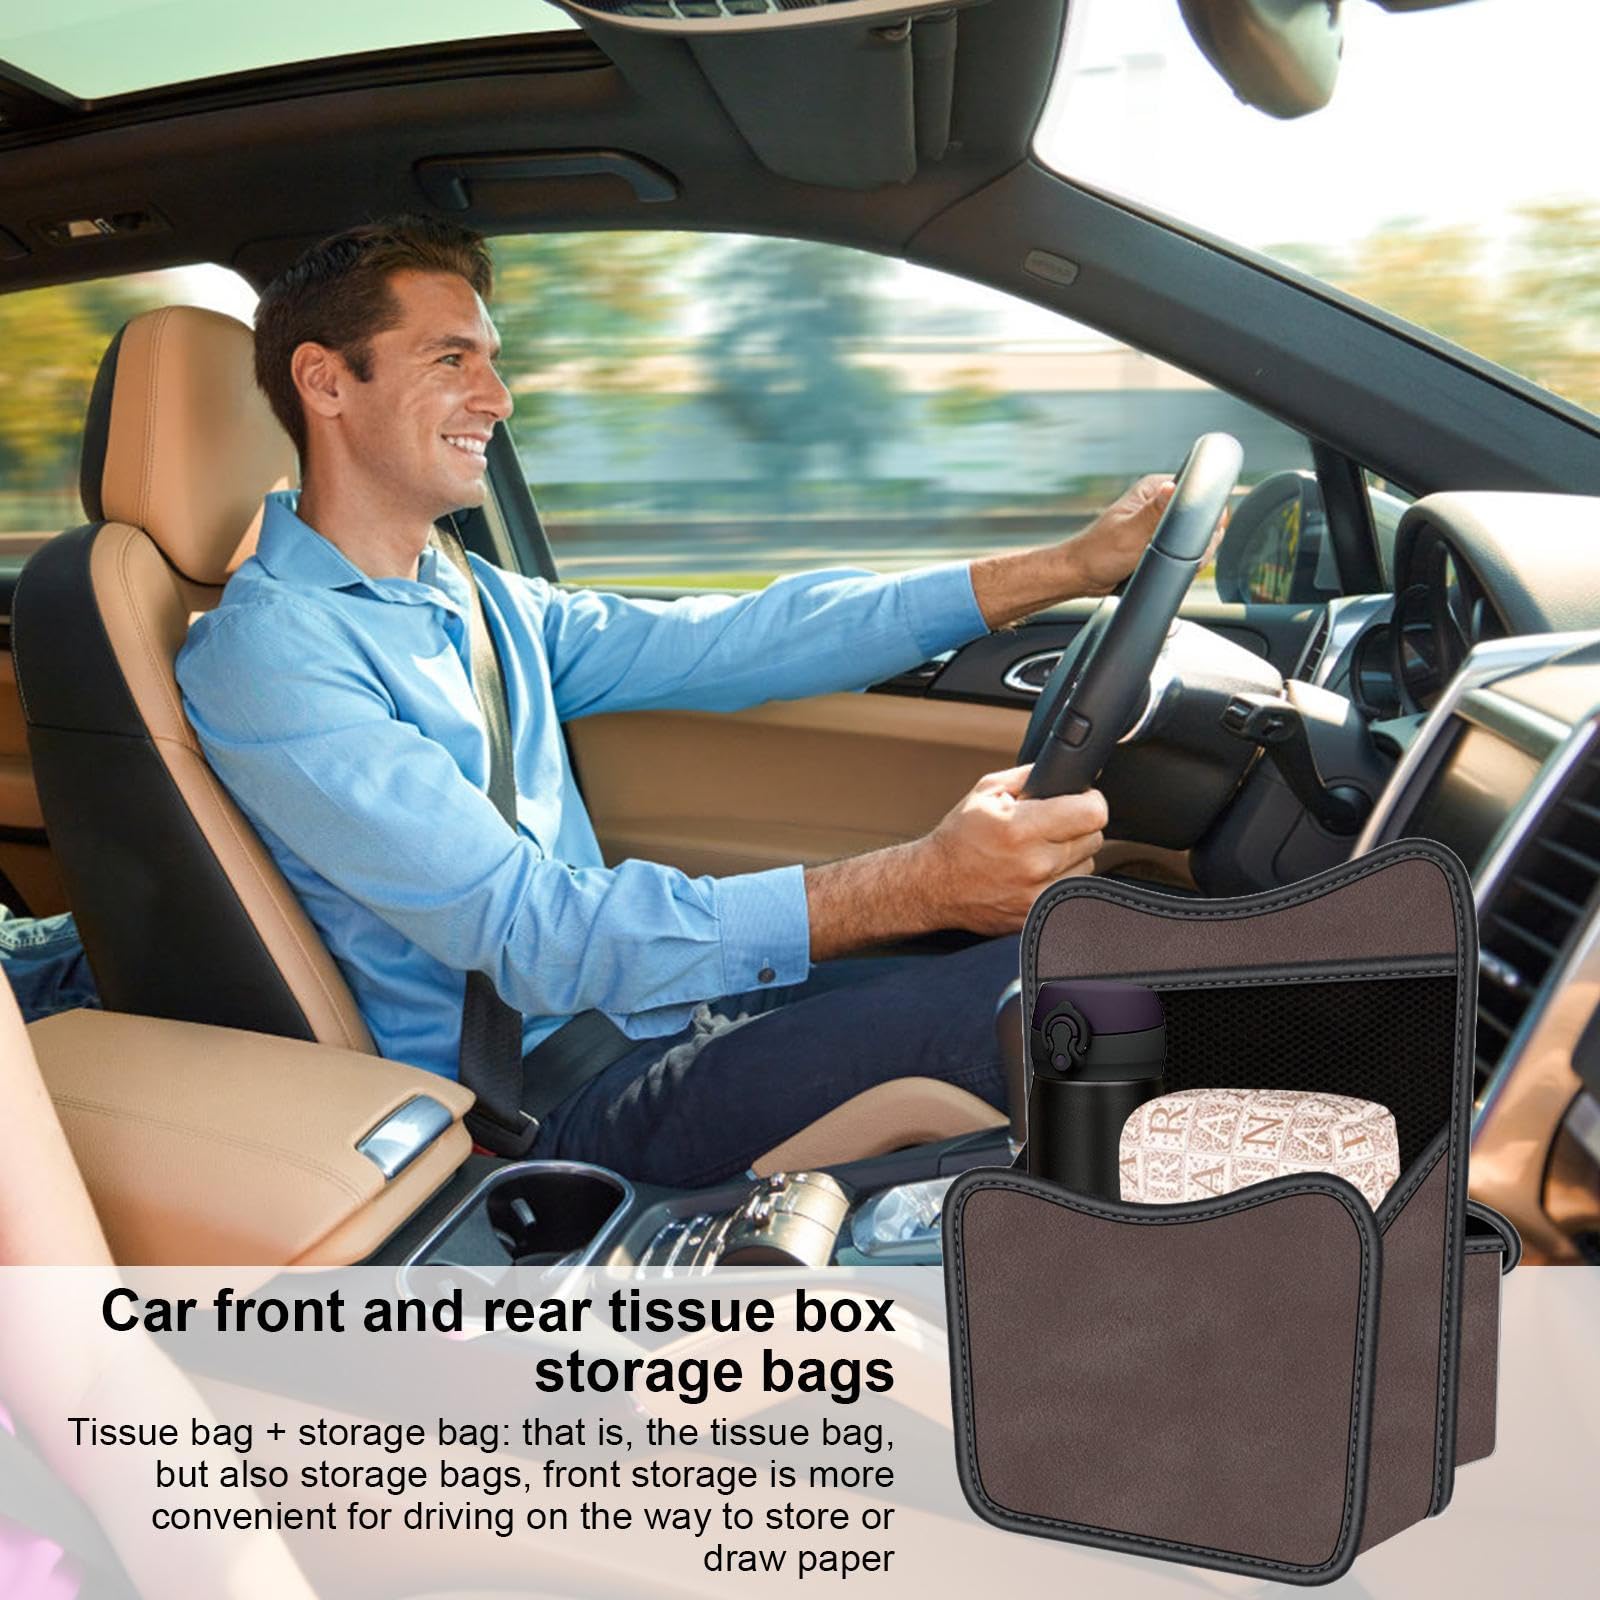 Car front and rear tissue box
storage bags
Tissue bag + storage bag: that is, the tissue bag,
but also storage bags, front storage is more
convenient for driving on the way to store or
draw paper